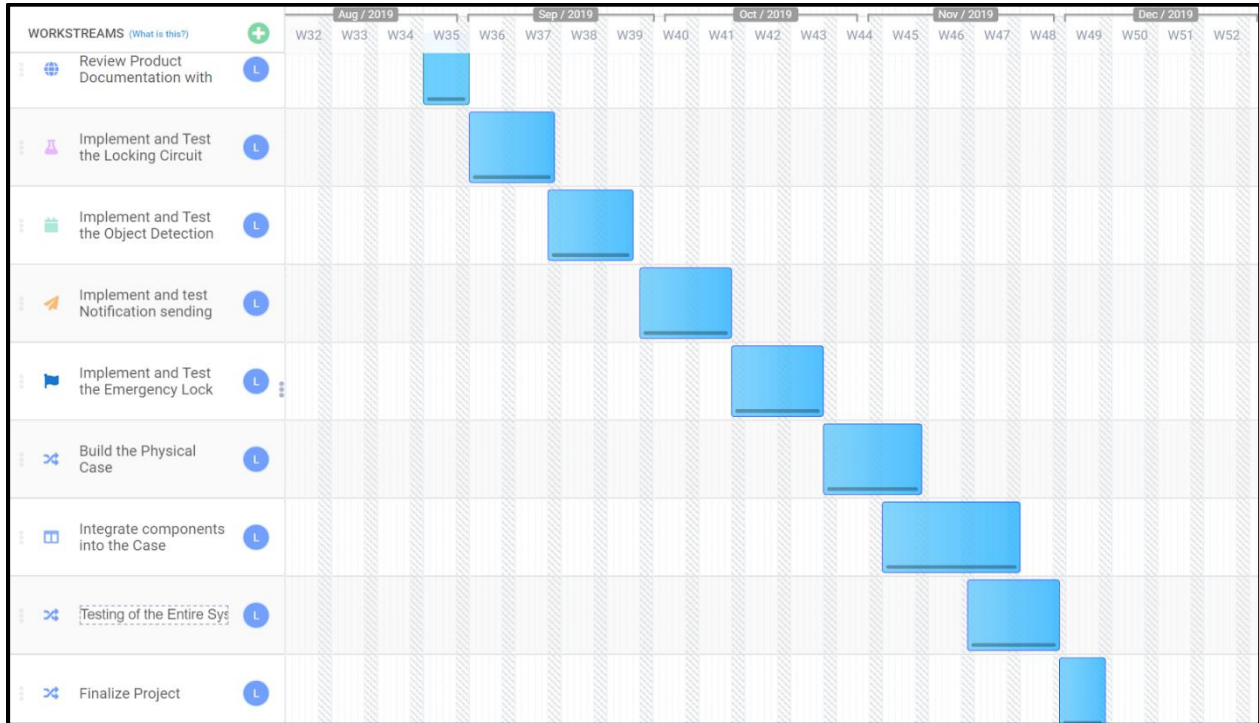 Aug / 2019 Sep / 2019 Oct / 2019 Nov / 2019 Dec / 2019
WORKSTREAMS (What is this?) W32 W33 W34 W35 W36 W37 W38 W39 W40 W41 W42 W43 W44 W45 W46 W47 W48 W49 W50 W51 W52
Review Product
Documentation with
L
Implement and Test
the Locking Circuit
L
Implement and Test
the Object Detection
L
Implement and test
Notification sending
L
Implement and Test
the Emergency Lock
L
Build the Physical
Case
L
Integrate components
into the Case
L
Testing of the Entire Sys
L
Finalize Project
L